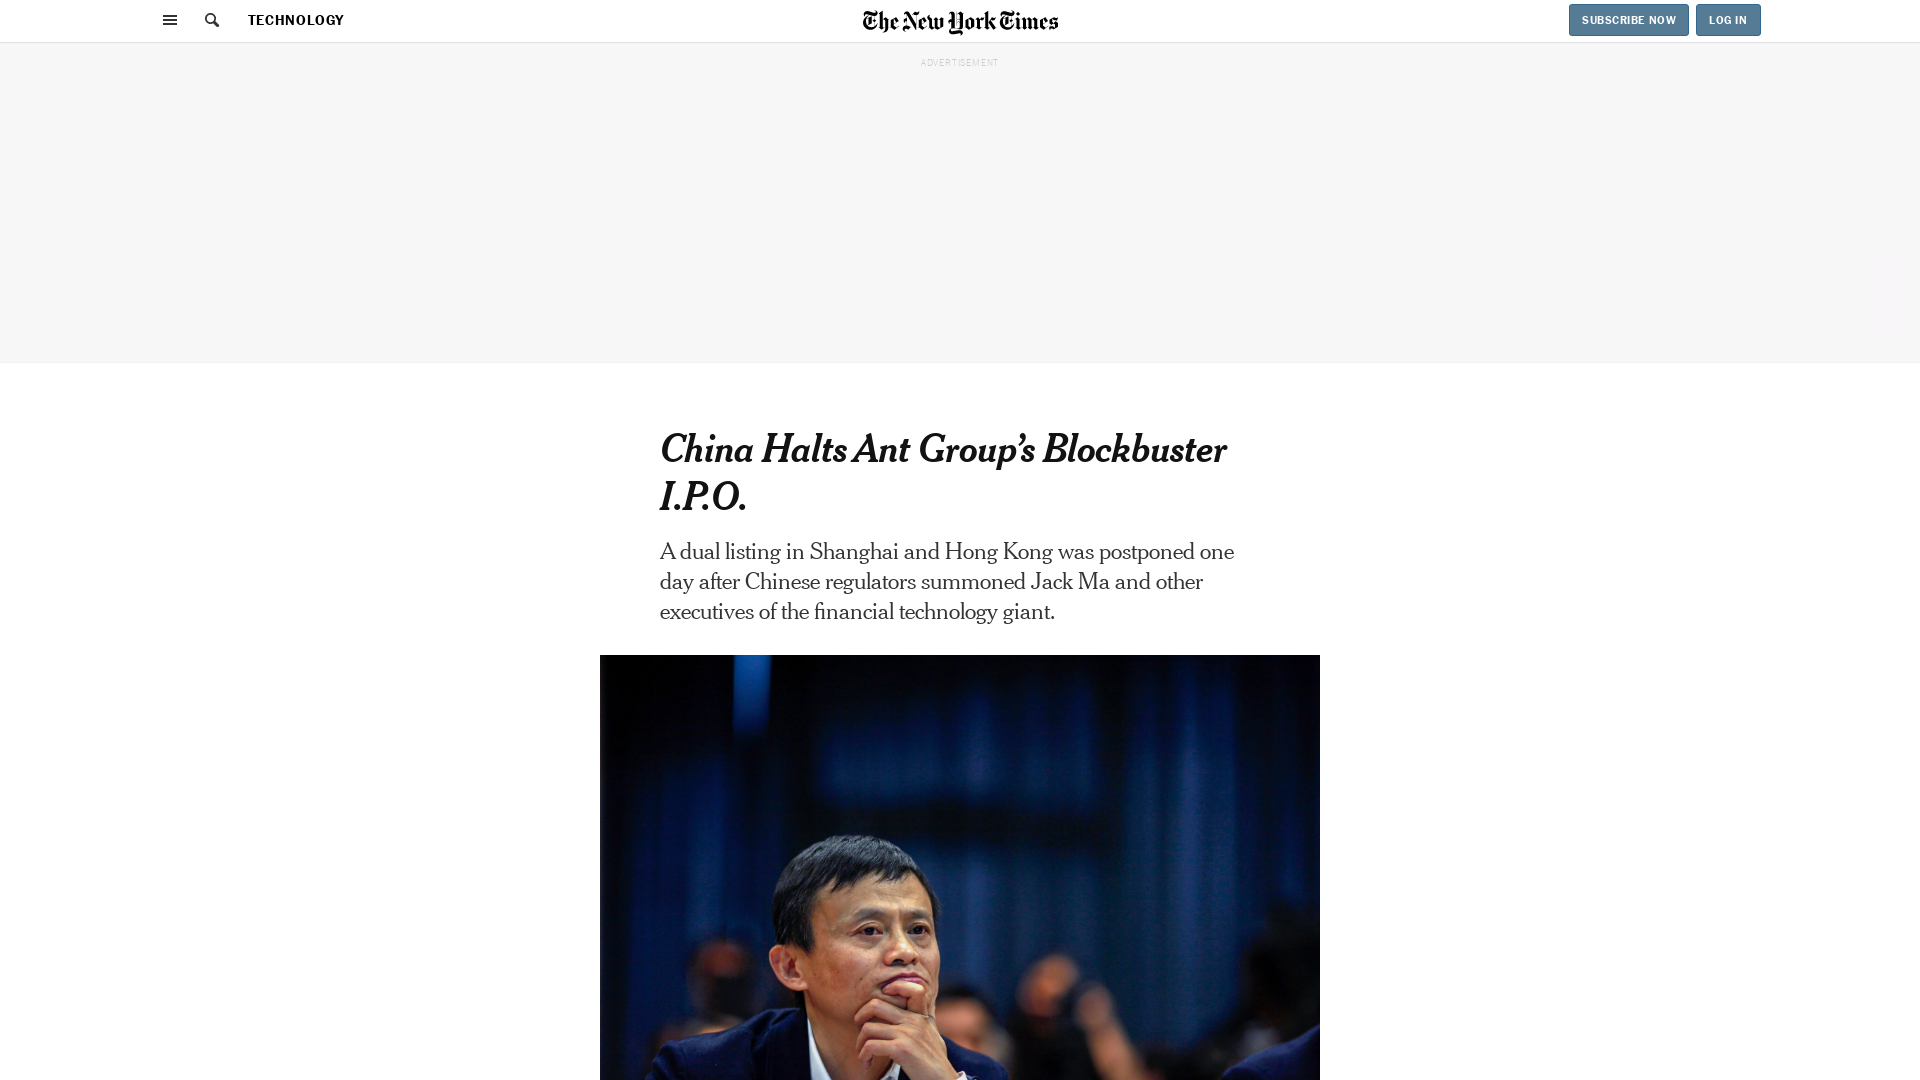 TECHNOLOGY
The New York Times
SUBSCRIBE NOW
LOG IN
ADVERTISEMENT
China Halts Ant Group’s Blockbuster
I.P.O.
A dual listing in Shanghai and Hong Kong was postponed one
day after Chinese regulators summoned Jack Ma and other
executives of the financial technology giant.